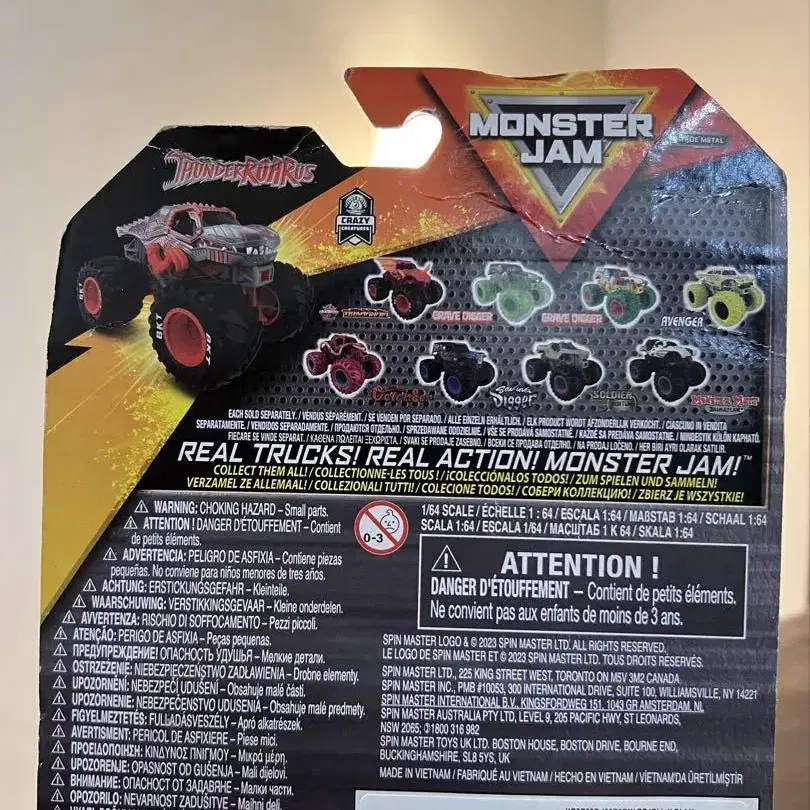 MONSTER
JAM
THUNDERROARUS
CRAZY
CREATURES
BKT
BKT
BKT
GRAVE DIGGER
GRAVE DIGGER
AVENGER
Digger
SOLDIER
EACH SOLD SEPARATELY. / VENDUS SÉPARÉMENT. / SE VENDEN POR SEPARADO. / ALLE EINZELN ERHÄLTLICH. / ELK PRODUCT WORDT AFZONDERLIJK VERKOCHT. / CIASCUNO IN VENDITA
SEPARATAMENTE. / VENDIDOS SEPARADAMENTE. / ПРОДАЮТСЯ ОТДЕЛЬНО. / SPRZEDAWANE ODDZIELNIE. / VŠE SE PRODÁVÁ SAMOSTATNĚ. / KAŽDÉ SA PREDÁVA SAMOSTATNE. / MINDEGYIK KÜLÖN KAPHATÓ.
FIECARE SE VINDE SEPARAT. / ΚΑΘΕΝΑ ΠΩΛΕΙΤΑΙ ΞΕΧΩΡΙΣΤΑ. / SVAKI SE PRODAJE ZASEBNO. / ВСЕКИ СЕ ПРОДАВА ОТДЕЛНО. / NA PRODAJ LOČENO. / HER BİRİ AYRI OLARAK SATILIR.
REAL TRUCKS! REAL ACTION! MONSTER JAM!™
COLLECT THEM ALL! / COLLECTIONNE-LES TOUS ! / ¡COLECCIÓNALOS TODOS! / ZUM SPIELEN UND SAMMELN!
VERZAMEL ZE ALLEMAAL! / COLLEZIONALI TUTTI! / COLECIONE TODOS! / СОБЕРИ КОЛЛЕКЦИЮ! / ZBIERZ JE WSZYSTKIE!
WARNING: CHOKING HAZARD – Small parts.
ATTENTION ! DANGER D'ÉTOUFFEMENT – Contient
de petits éléments.
ADVERTENCIA: PELIGRO DE ASFIXIA – Contiene piezas
pequeñas. No conviene para niños menores de tres años.
ACHTUNG: ERSTICKUNGSGEFAHR – Kleinteile.
WAARSCHUWING: VERSTIKKINGSGEVAAR – Kleine onderdelen.
AVVERTENZA: RISCHIO DI SOFFOCAMENTO – Pezzi piccoli.
ATENÇÃO: PERIGO DE ASFIXIA – Peças pequenas.
ПРЕДУПРЕЖДЕНИЕ! ОПАСНОСТЬ УДУШЬЯ – Мелкие детали.
OSTRZEŻENIE: NIEBEZPIECZEŃSTWO ZADŁAWIENIA – Drobne elementy.
UPOZORNĚNÍ: NEBEZPEČÍ UDUŠENÍ – Obsahuje malé části.
UPOZORNENIE: NEBEZPEČENSTVO UDUSENIA – Obsahuje malé predmety.
FIGYELMEZTETÉS: FULLADÁSVESZÉLY – Apró alkatrészek.
AVERTISMENT: PERICOL DE ASFIXIERE – Piese mici.
ΠΡΟΕΙΔΟΠΟΙΗΣΗ: ΚΙΝΔΥΝΟΣ ΠΝΙΓΜΟΥ – Μικρά μέρη.
UPOZORENJE: OPASNOST OD GUŠENJA – Mali dijelovi.
ВНИМАНИЕ: ОПАСНОСТ ОТ ЗАДАВЯНЕ – Малки части.
OPOZORILO: NEVARNOST ZADUŠITVE – Majhni deli.
0-3
1/64 SCALE / ÉCHELLE 1 : 64 / ESCALA 1:64 / MAßSTAB 1:64 / SCHAAL 1:64
SCALA 1:64 / ESCALA 1/64 / МАСШТАБ 1 К 64 / SKALA 1:64
ATTENTION !
DANGER D'ÉTOUFFEMENT – Contient de petits éléments.
Ne convient pas aux enfants de moins de 3 ans.
SPIN MASTER LOGO & © 2023 SPIN MASTER LTD. ALL RIGHTS RESERVED.
LE LOGO DE SPIN MASTER ET © 2023 SPIN MASTER LTD. TOUS DROITS RÉSERVÉS.
SPIN MASTER LTD., 225 KING STREET WEST, TORONTO ON M5V 3M2 CANADA
SPIN MASTER INC., PMB #10053, 300 INTERNATIONAL DRIVE, SUITE 100, WILLIAMSVILLE, NY 14221
SPIN MASTER INTERNATIONAL B.V., KINGSFORDWEG 151, 1043 GR AMSTERDAM, NL
SPIN MASTER AUSTRALIA PTY LTD, LEVEL 9, 205 PACIFIC HWY, ST LEONARDS,
NSW 2065; 1800 316 982
SPIN MASTER TOYS UK LTD. BOSTON HOUSE, BOSTON DRIVE, BOURNE END,
BUCKINGHAMSHIRE, SL8 5YS, UK
MADE IN VIETNAM / FABRIQUÉ AU VIETNAM / HECHO EN VIETNAM / VİETNAM'DA ÜRETİLMİŞTİR